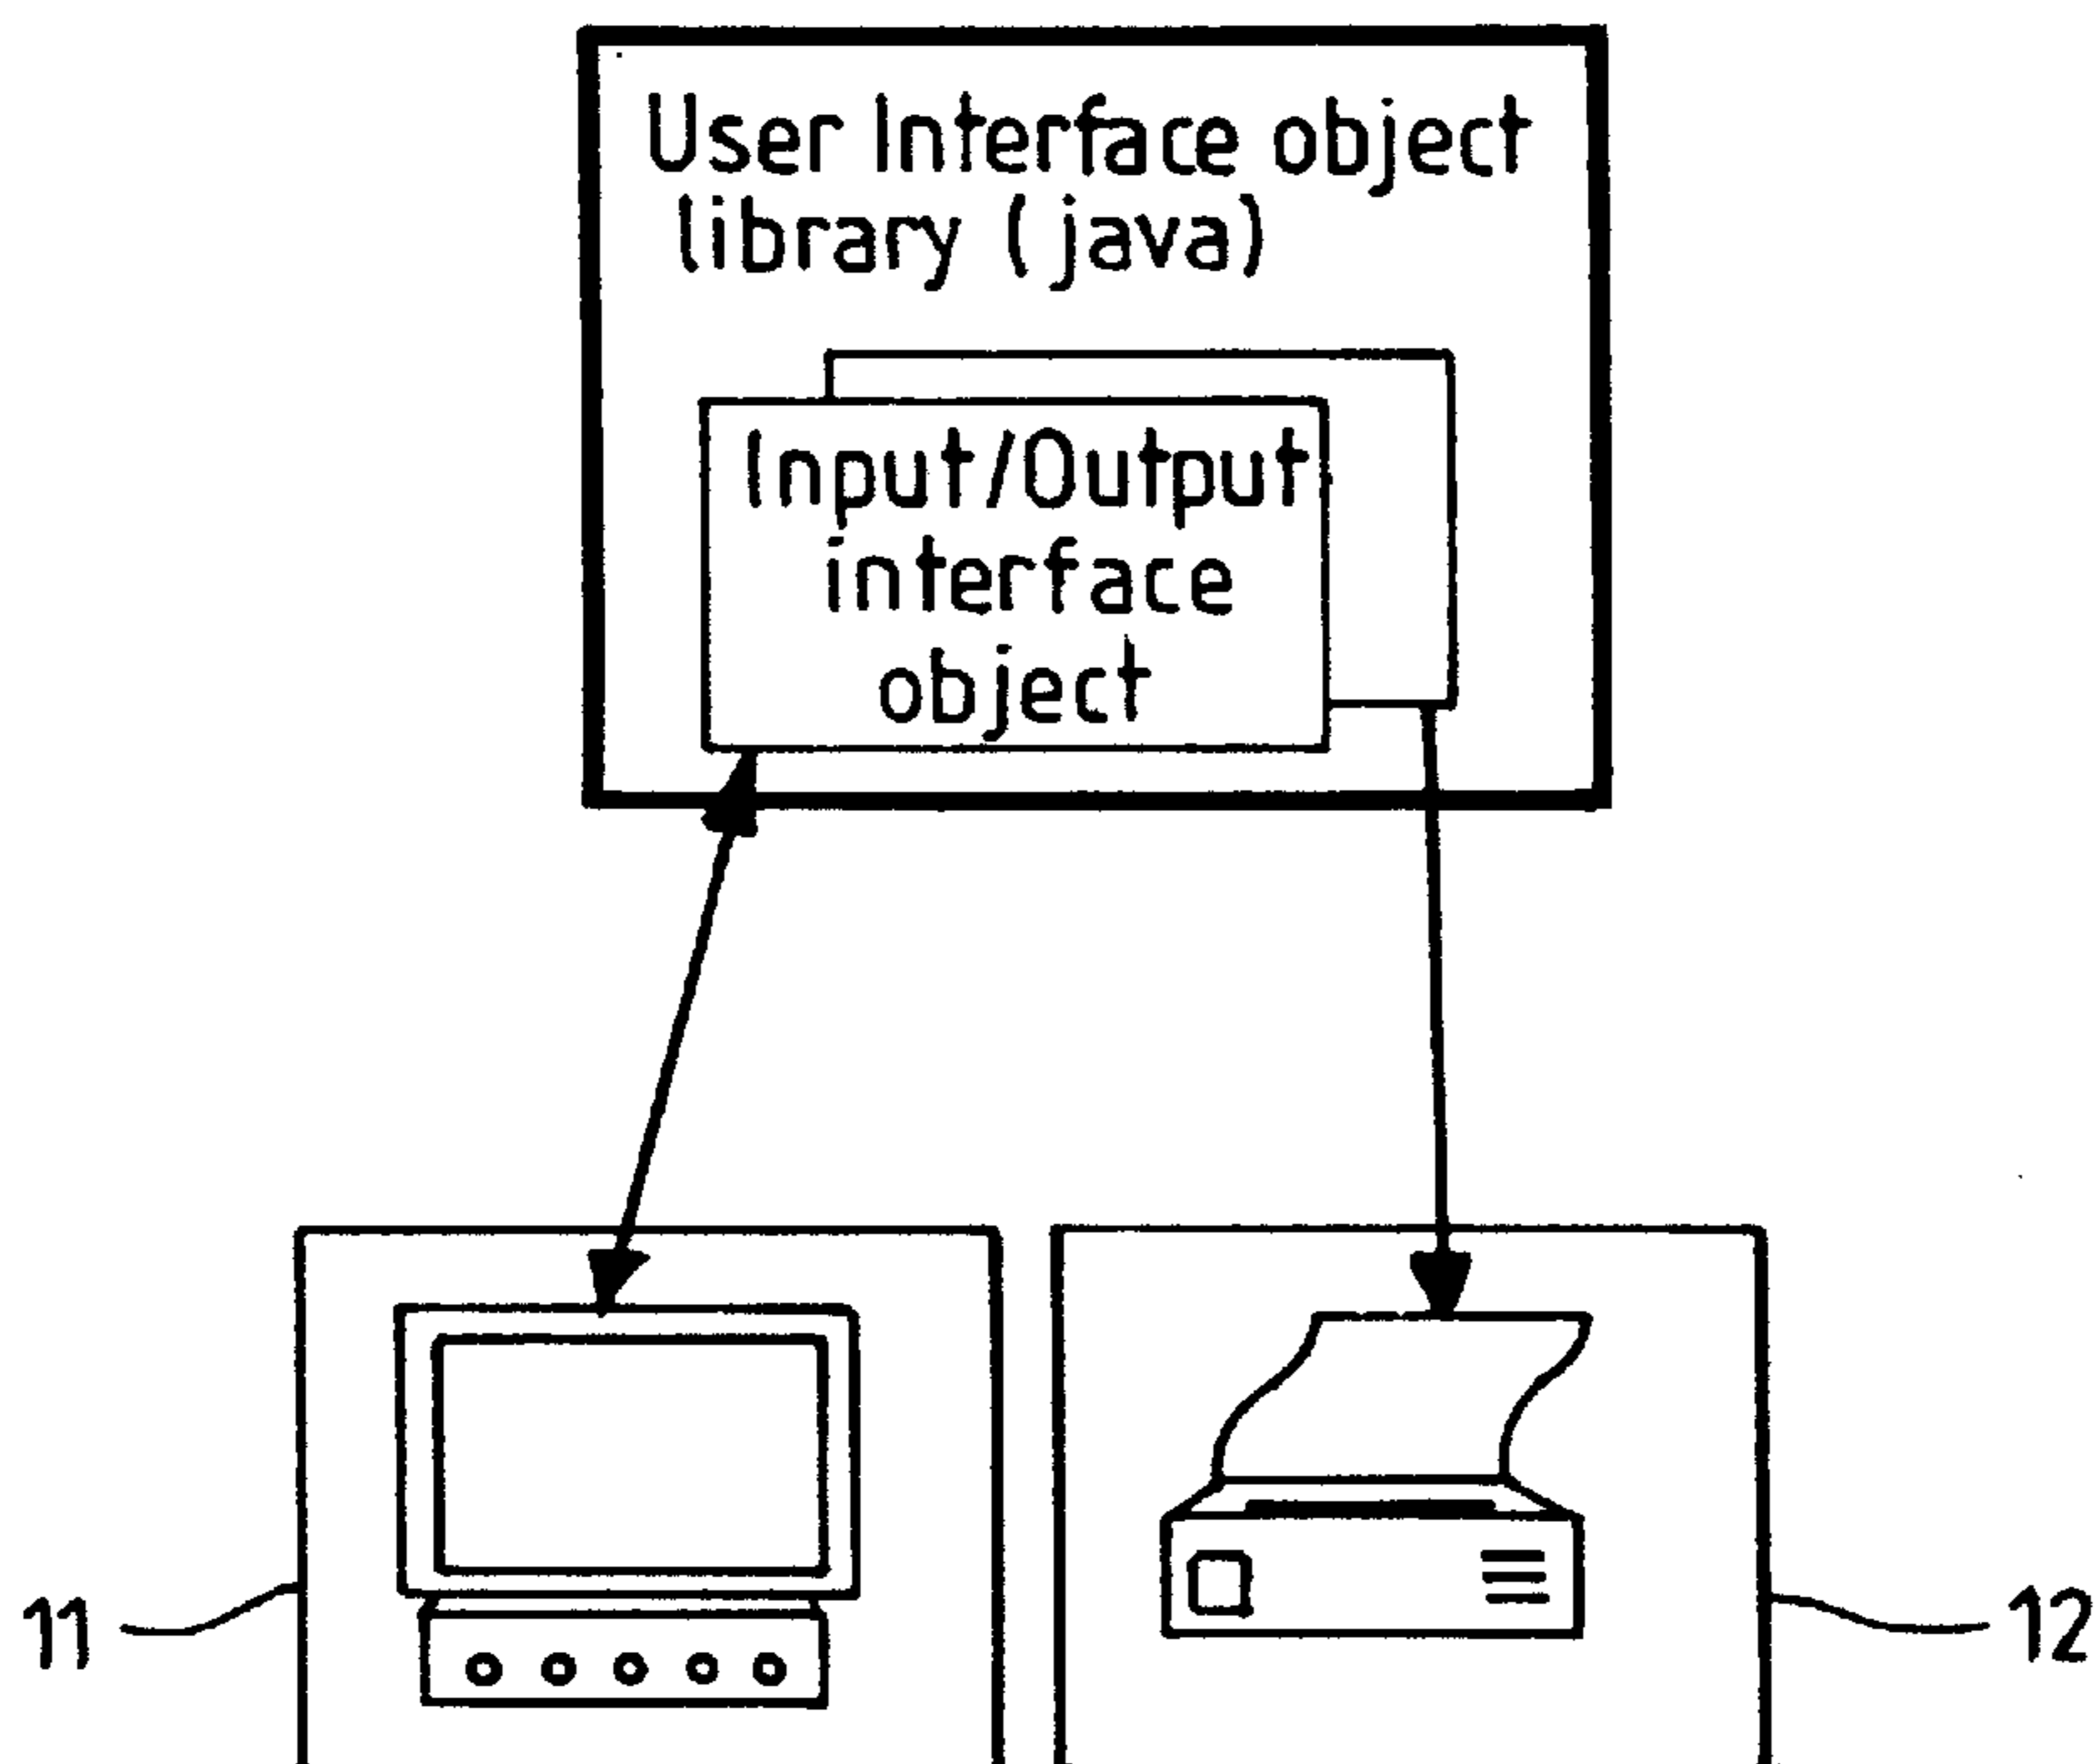 User Interface object
library (java)
Input/Output
interface
object
11
12